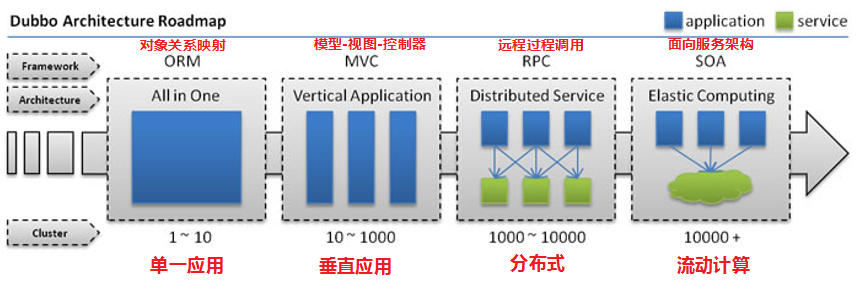 Dubbo Architecture Roadmap
application
service
对象关系映射
模型-视图-控制器
远程过程调用
面向服务架构
Framework
ORM
MVC
RPC
SOA
Architecture
All in One
Vertical Application
Distributed Service
Elastic Computing
Cluster
1 ~ 10
10 ~ 1000
1000 ~ 10000
10000 +
单一应用
垂直应用
分布式
流动计算